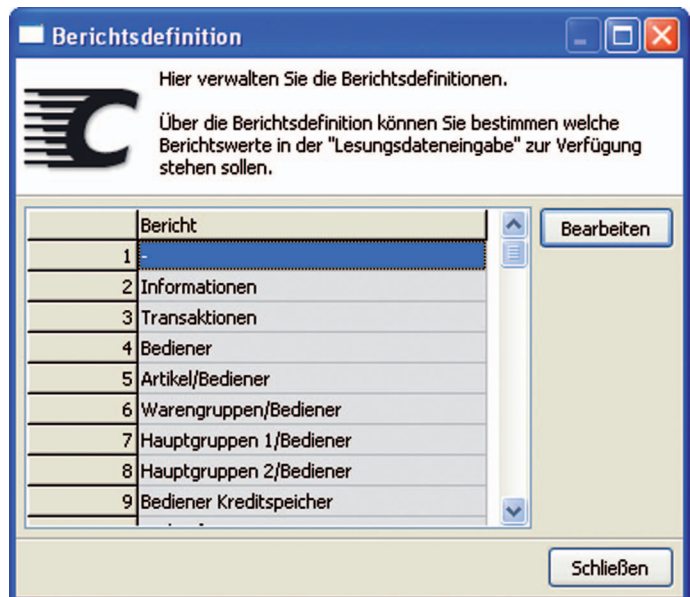 Berichtsdefinition
Hier verwalten Sie die Berichtsdefinitionen.
Über die Berichtsdefinition können Sie bestimmen welche
Berichtswerte in der "Lesungsdateneingabe" zur Verfügung
stehen sollen.
Bericht
Bearbeiten
1 -
2 Informationen
3 Transaktionen
4 Bediener
5 Artikel/Bediener
6 Warengruppen/Bediener
7 Hauptgruppen 1/Bediener
8 Hauptgruppen 2/Bediener
9 Bediener Kreditspeicher
Schließen